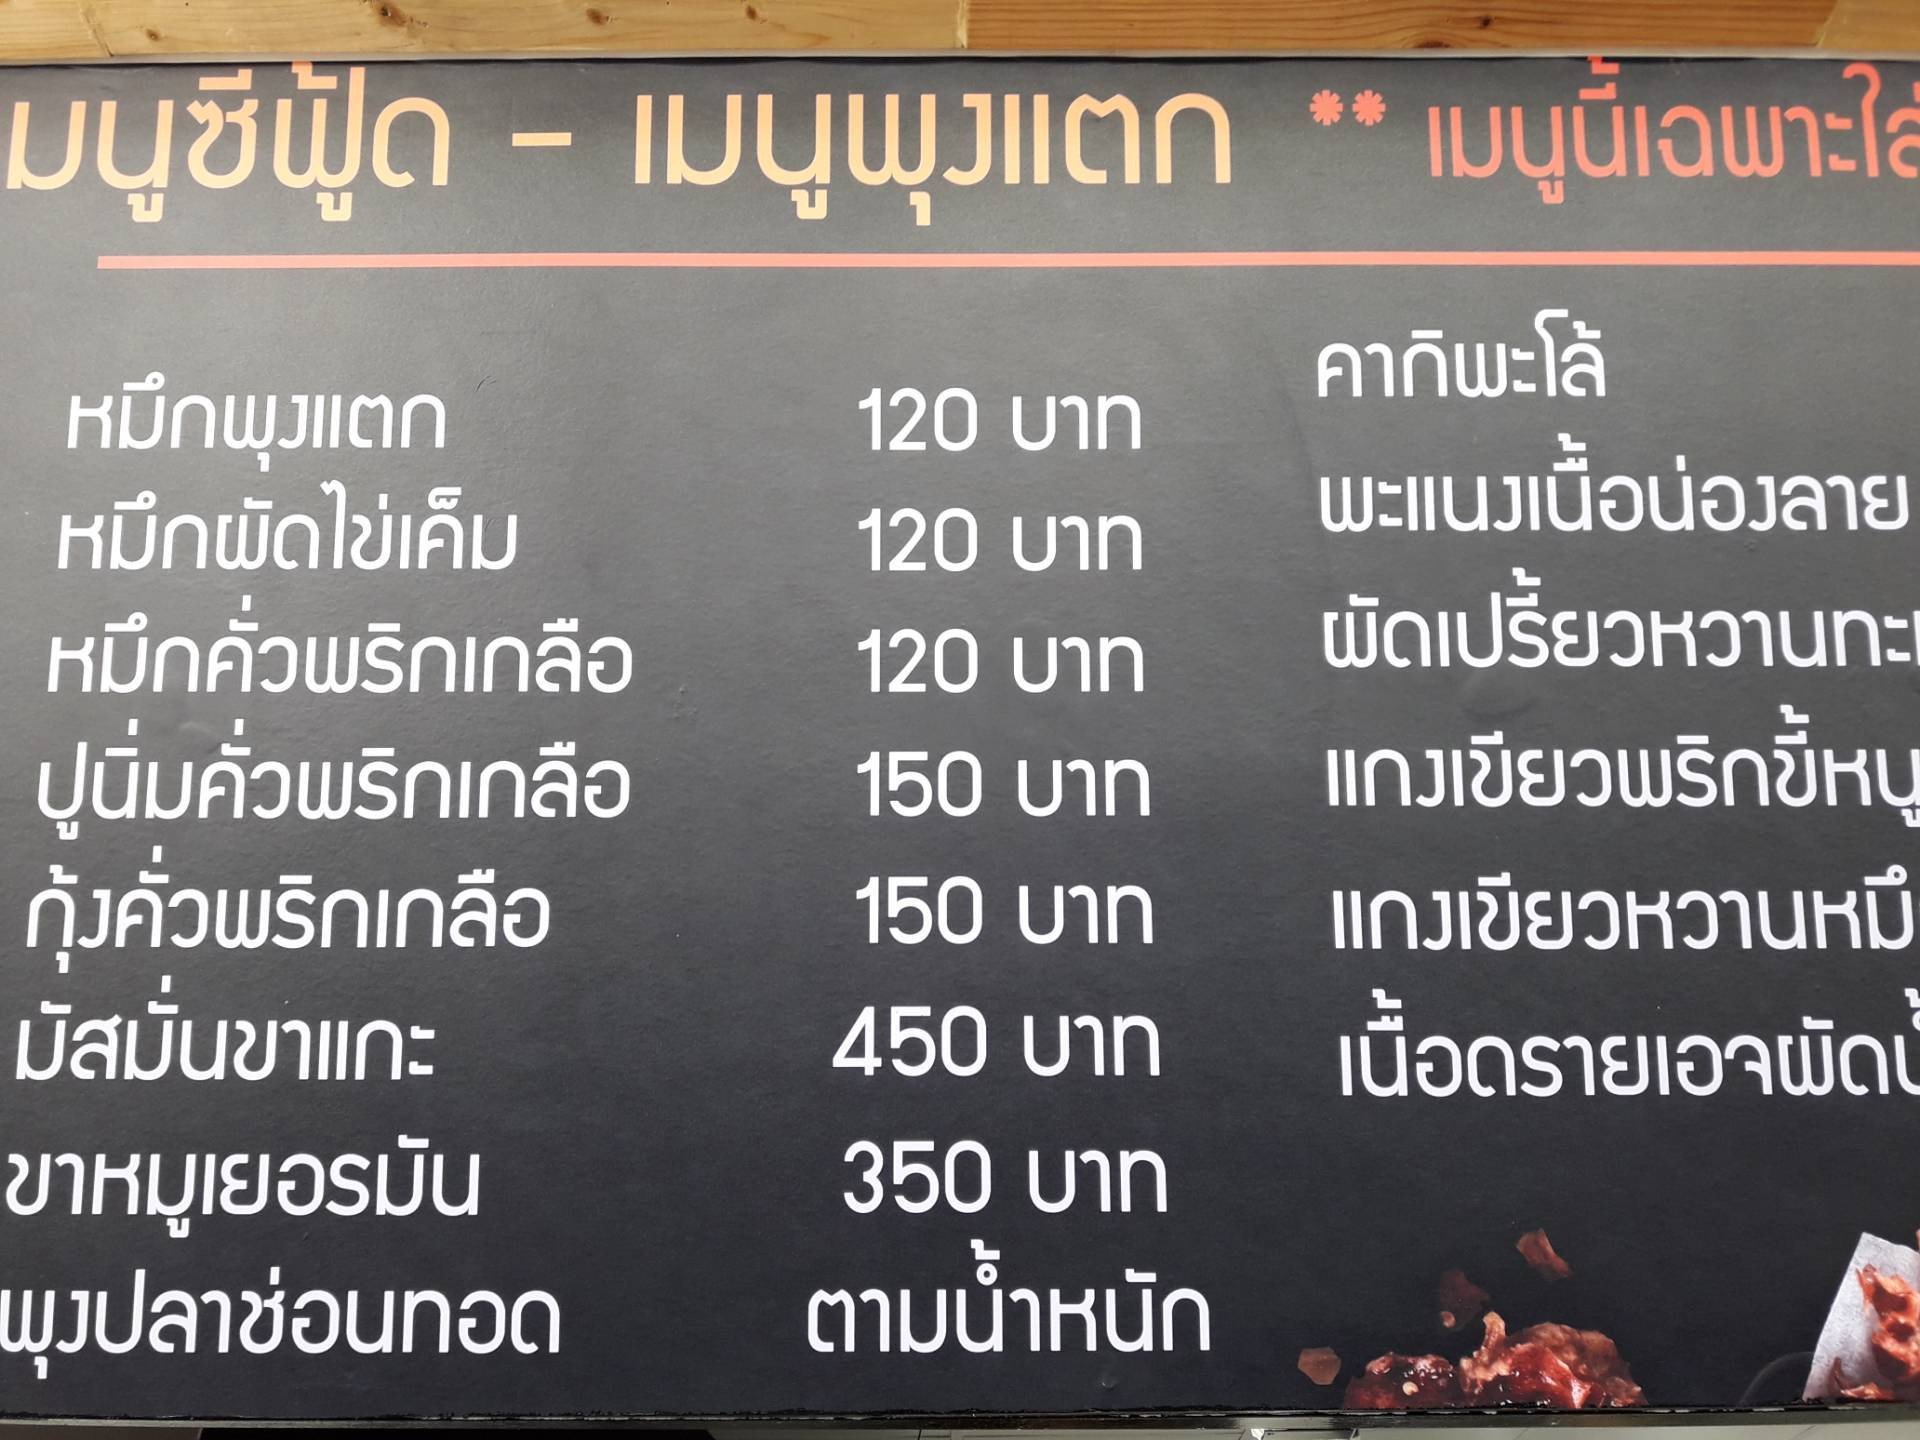 มนูซีฟู้ด - เมนูพุงแตก ** เมนูนี้เฉพาะใส่
หมึกพุงแตก 120 บาท
หมึกผัดไข่เค็ม 120 บาท
หมึกคั่วพริกเกลือ 120 บาท
ปูนิ่มคั่วพริกเกลือ 150 บาท
กุ้งคั่วพริกเกลือ 150 บาท
มัสมั่นขาแกะ 450 บาท
ขาหมูเยอรมัน 350 บาท
พุงปลาช่อนทอด ตามน้ำหนัก
คากิพะโล้
พะแนงเนื้อน่องลาย
ผัดเปรี้ยวหวานทะเ
แกงเขียวพริกขี้หนู
แกงเขียวหวานหมึ
เนื้อดรายเอจผัด